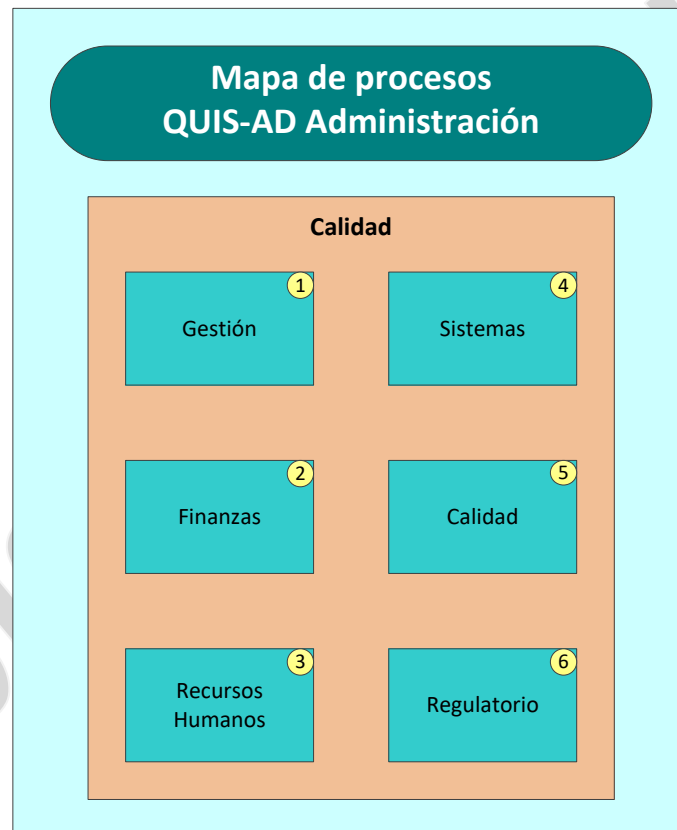 Mapa de procesos
QUIS-AD Administración
Calidad
1
Gestión
4
Sistemas
2
Finanzas
5
Calidad
3
Recursos
Humanos
6
Regulatorio